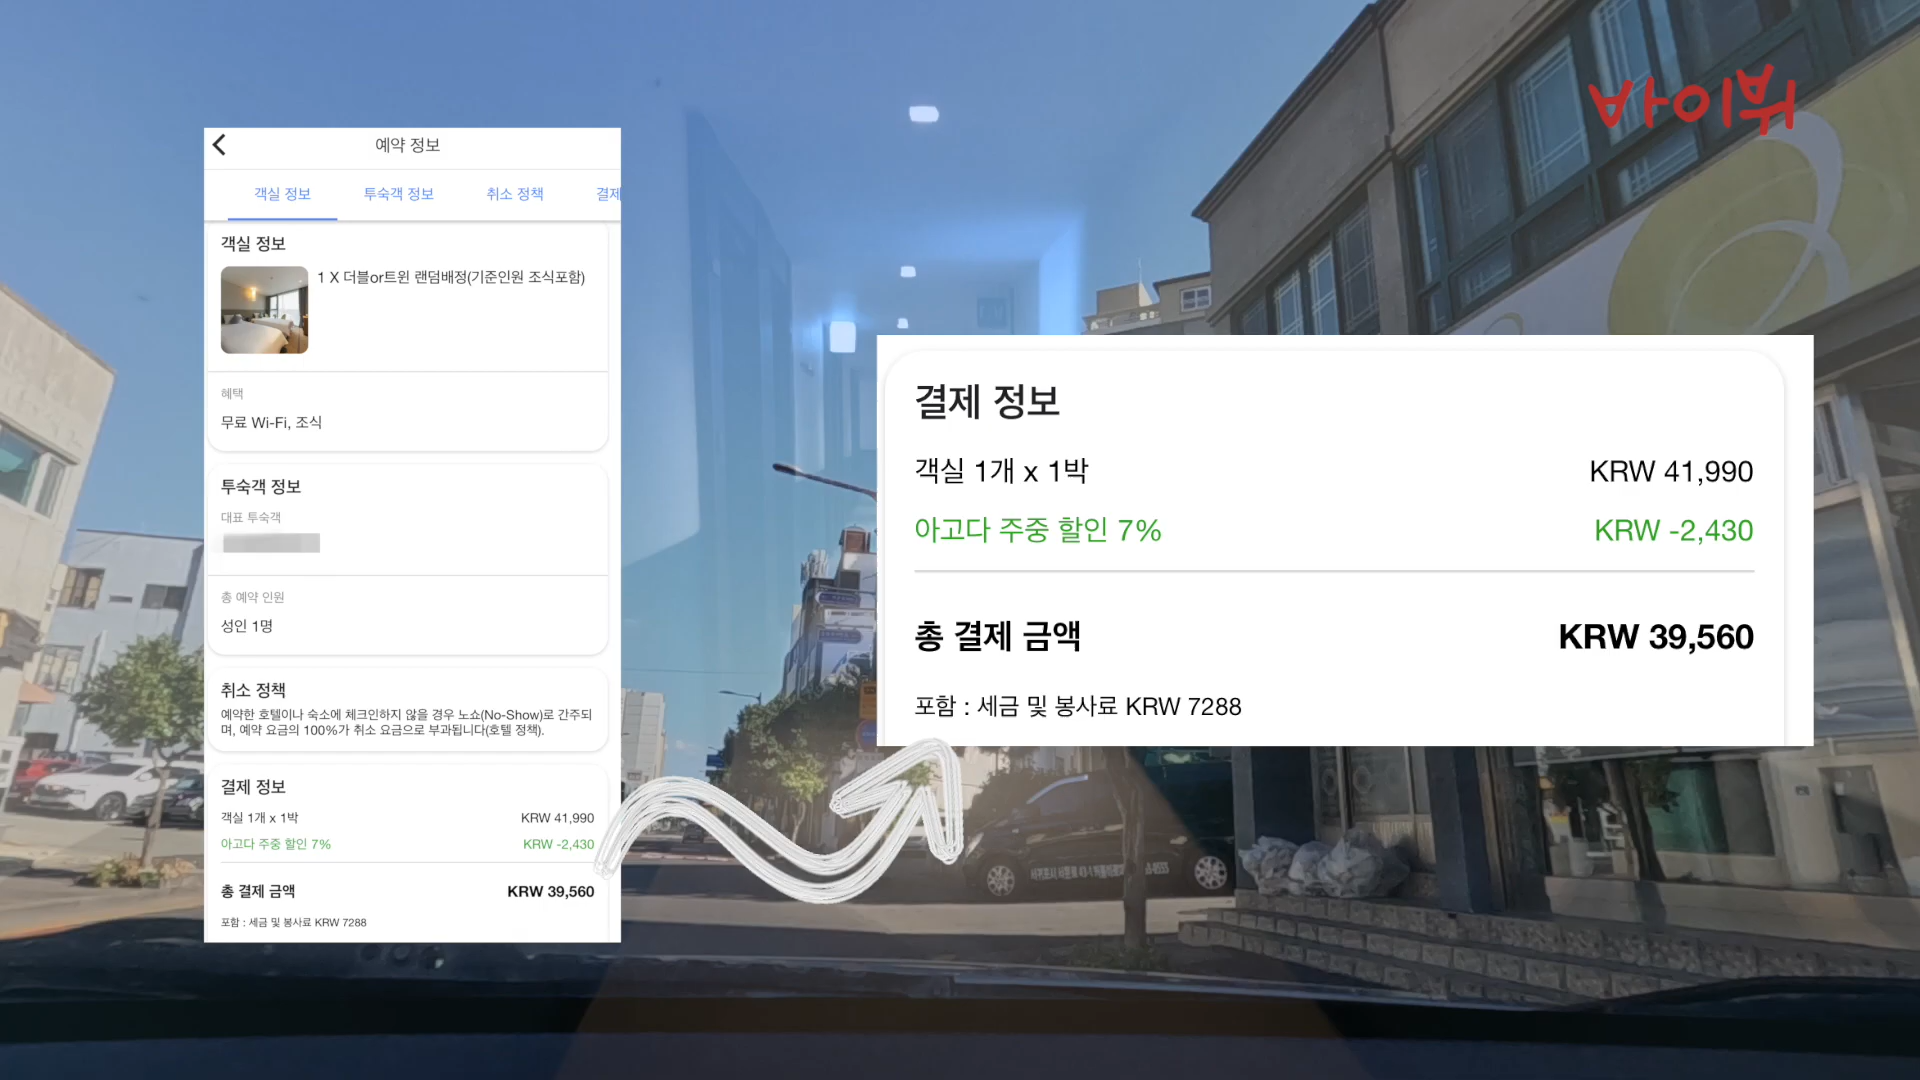 바이뷰
예약 정보
객실 정보 투숙객 정보 취소 정책 결제
객실 정보
1 X 더블or트윈 랜덤배정(기준인원 조식포함)
혜택
무료 Wi-Fi, 조식
투숙객 정보
대표 투숙객
총 예약 인원
성인 1명
취소 정책
예약한 호텔이나 숙소에 체크인하지 않을 경우 노쇼(No-Show)로 간주되
며, 예약 요금의 100%가 취소 요금으로 부과됩니다(호텔 정책).
결제 정보
객실 1개 x 1박 KRW 41,990
아고다 주중 할인 7% KRW -2,430
총 결제 금액 KRW 39,560
포함 : 세금 및 봉사료 KRW 7288
결제 정보
객실 1개 x 1박 KRW 41,990
아고다 주중 할인 7% KRW -2,430
총 결제 금액 KRW 39,560
포함 : 세금 및 봉사료 KRW 7288